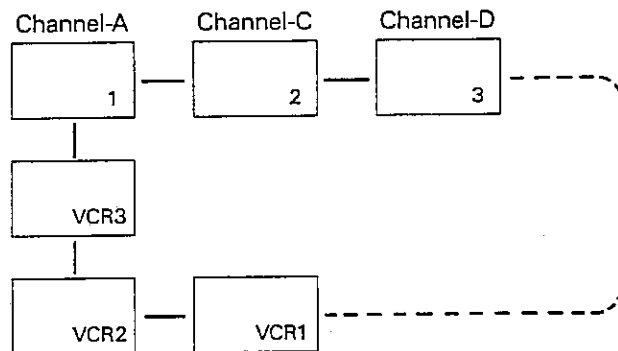 Channel-A Channel-C Channel-D
1 2 3
VCR3
VCR2 VCR1